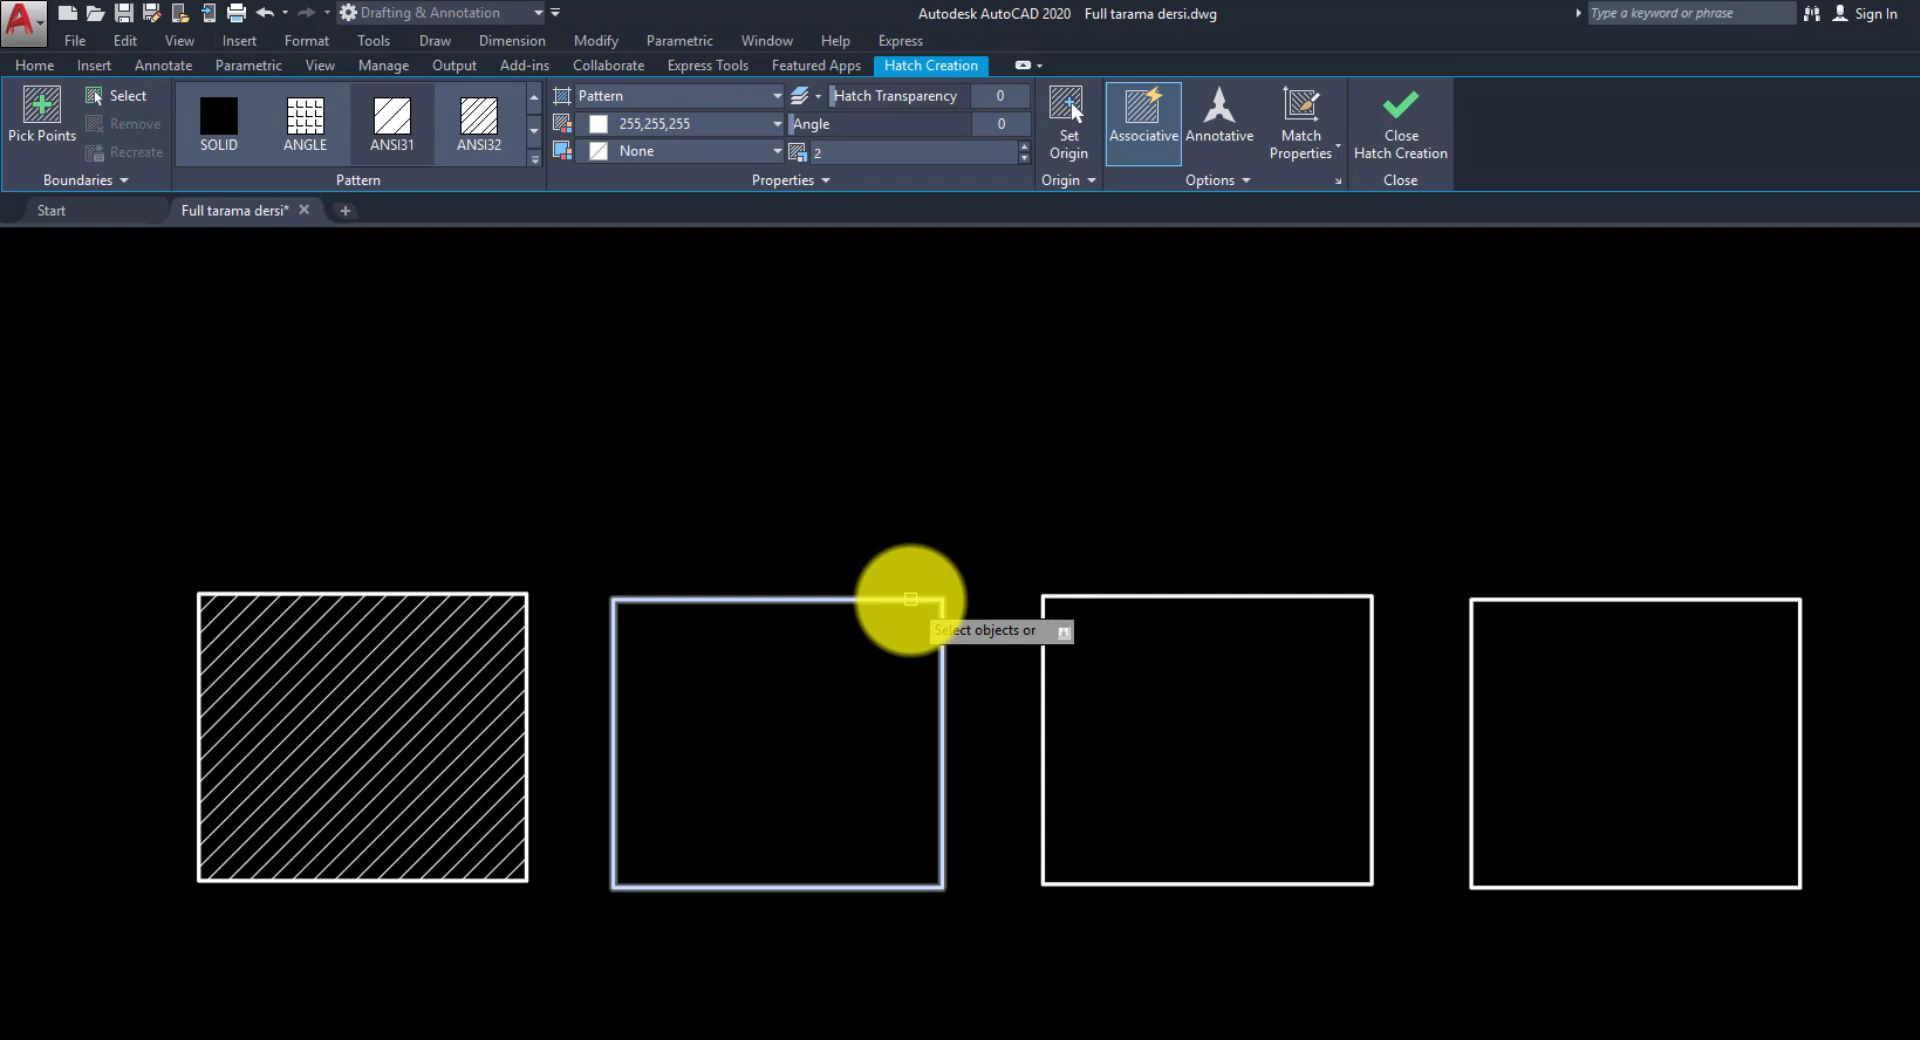 Drafting & Annotation
Autodesk AutoCAD 2020 Full tarama dersi.dwg
Type a keyword or phrase
Sign In
File Edit View Insert Format Tools Draw Dimension Modify Parametric Window Help Express
Home Insert Annotate Parametric View Manage Output Add-ins Collaborate Express Tools Featured Apps Hatch Creation
Pick Points
Select
Remove
Recreate
Boundaries
SOLID
ANGLE
ANSI31
ANSI32
Pattern
Pattern
255,255,255
None
Hatch Transparency 0
Angle 0
2
Properties
Set
Origin
Origin
Associative
Annotative
Match
Properties
Options
Close
Hatch Creation
Close
Start
Full tarama dersi*
Select objects or